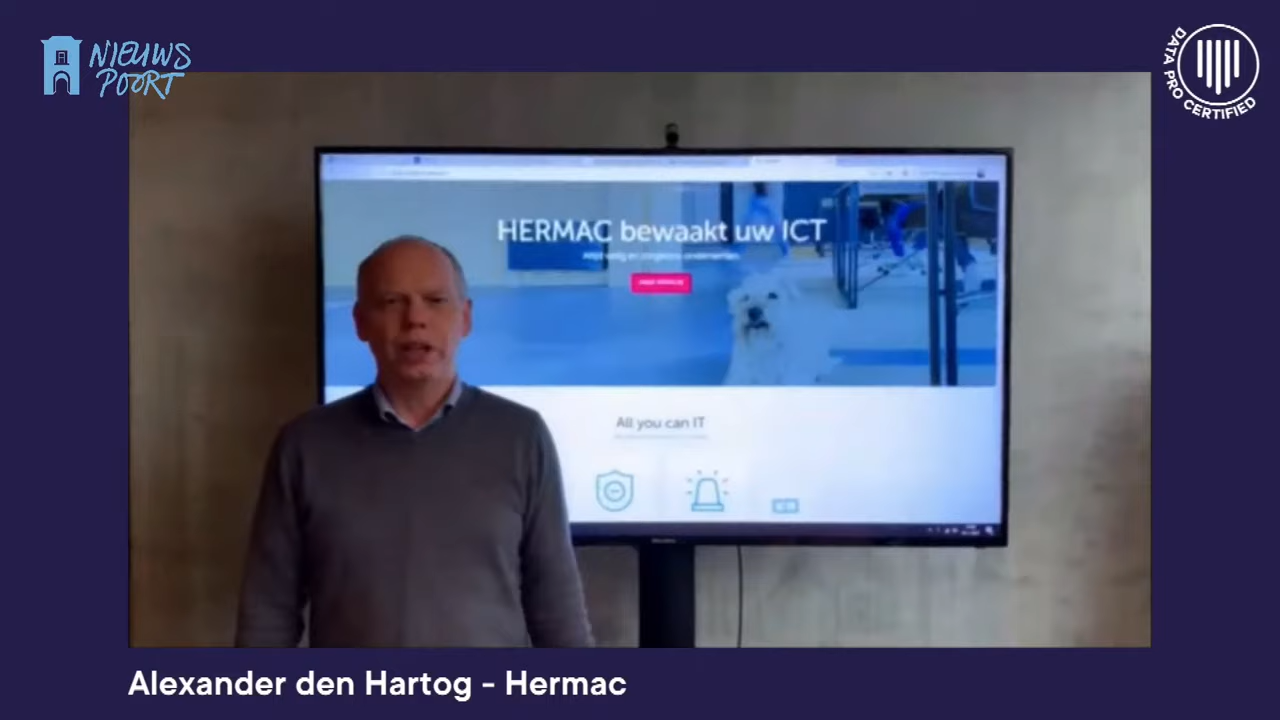 NIEUWS
POORT
DATA PRO CERTIFIED
HERMAC bewaakt uw ICT
All you can IT
Alexander den Hartog - Hermac